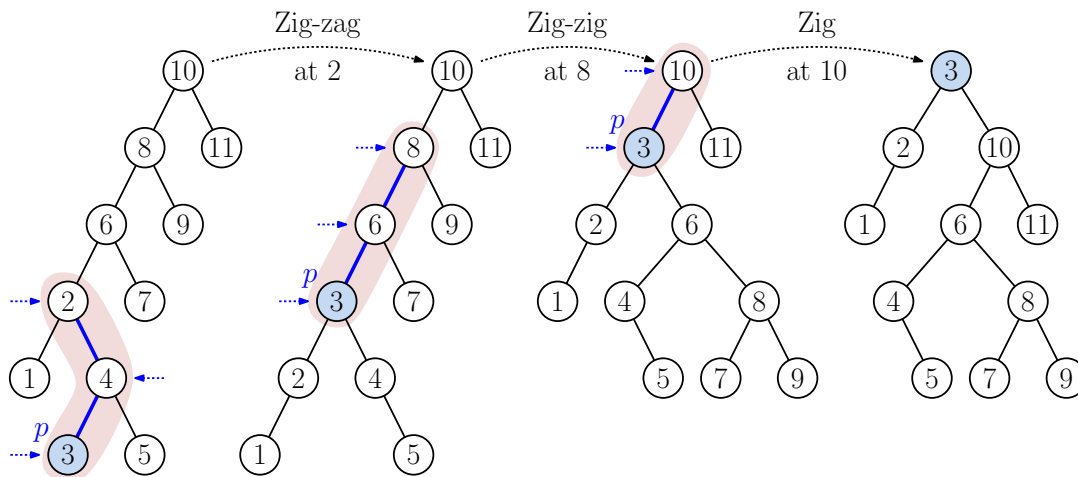 Zig-zag Zig-zig Zig
at 2 at 8 at 10
10 10 10 3
8 11 8 11 p 3 11 2 10
6 9 6 9 2 6 1 6 11
2 7 p 3 7 1 4 8 4 8
1 4 2 4 5 7 9 5 7 9
p 3 5 1 5